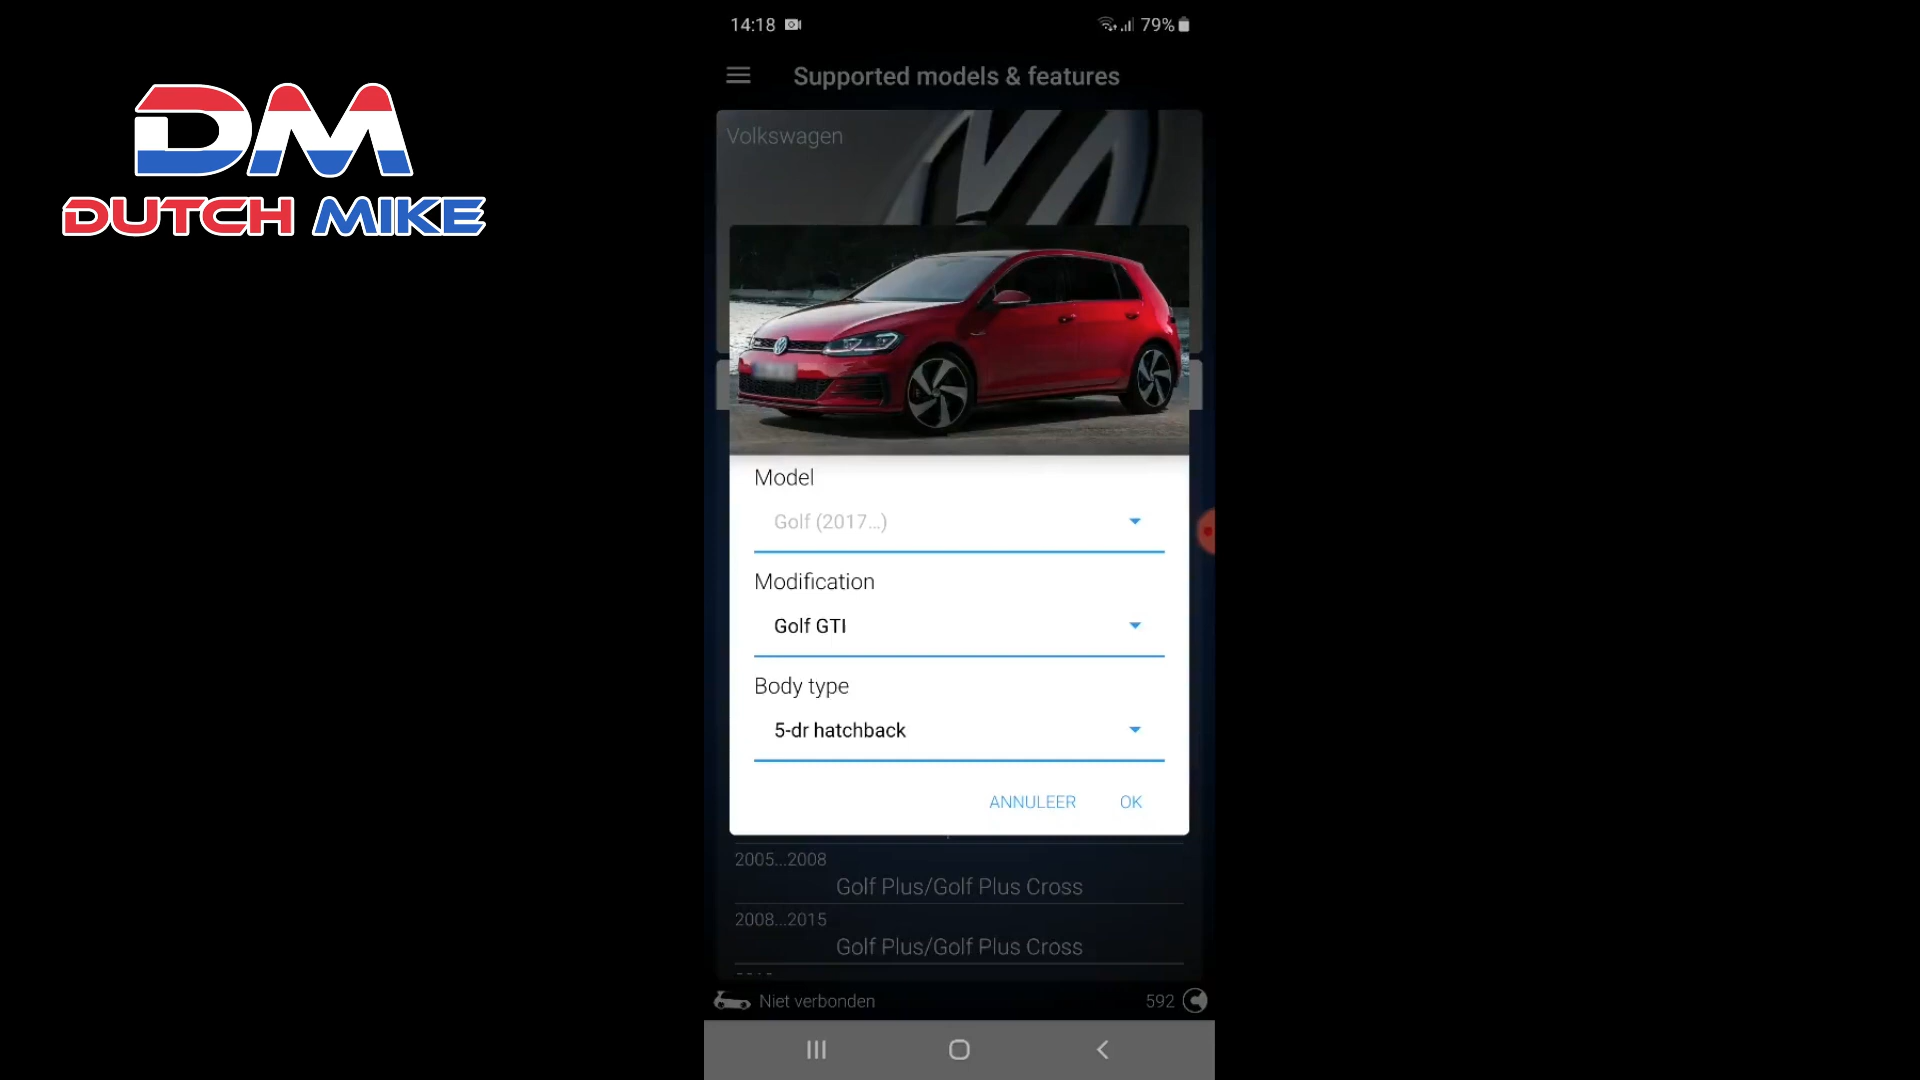 14:18
79%
Supported models & features
Volkswagen
DM
DUTCH MIKE
Model
Golf (2017...)
Modification
Golf GTI
Body type
5-dr hatchback
ANNULEER
OK
2005...2008
Golf Plus/Golf Plus Cross
2008...2015
Golf Plus/Golf Plus Cross
Niet verbonden
592